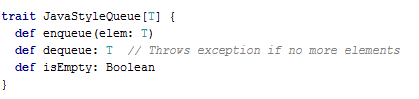 trait JavaStyleQueue[T] {
  def enqueue(elem: T)
  def dequeue: T  // Throws exception if no more elements
  def isEmpty: Boolean
}